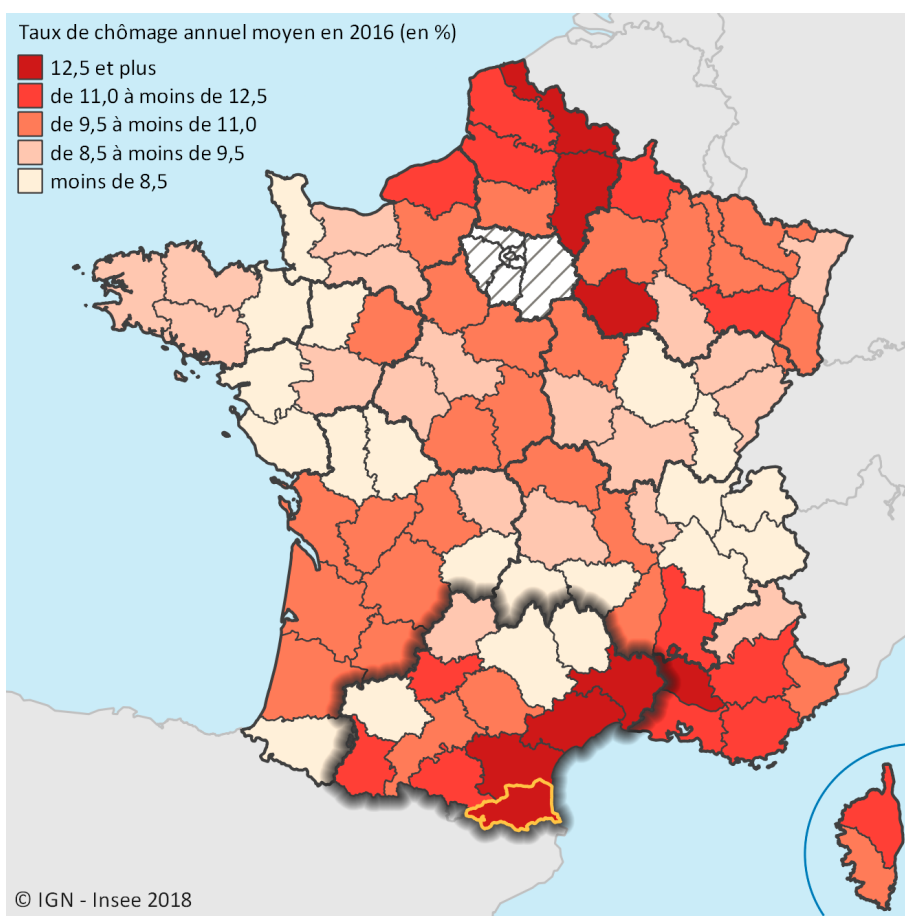 Taux de chômage annuel moyen en 2016 (en %)
12,5 et plus
de 11,0 à moins de 12,5
de 9,5 à moins de 11,0
de 8,5 à moins de 9,5
moins de 8,5
© IGN - Insee 2018